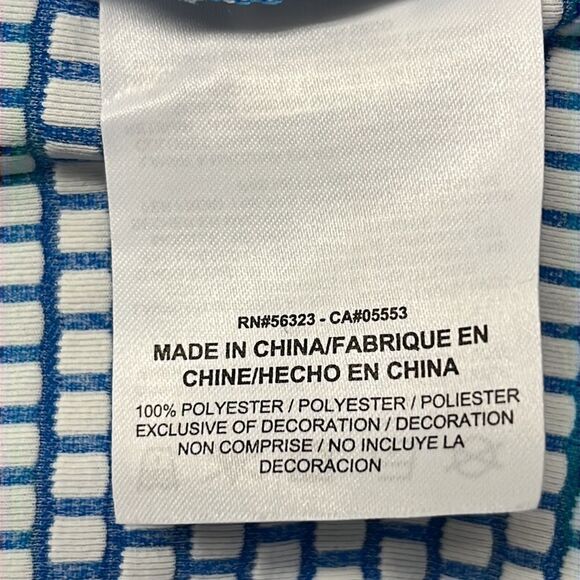 RN#56323 - CA#05553
MADE IN CHINA/FABRIQUE EN
CHINE/HECHO EN CHINA
100% POLYESTER / POLYESTER / POLIESTER
EXCLUSIVE OF DECORATION / DECORATION
NON COMPRISE / NO INCLUYE LA
DECORACION